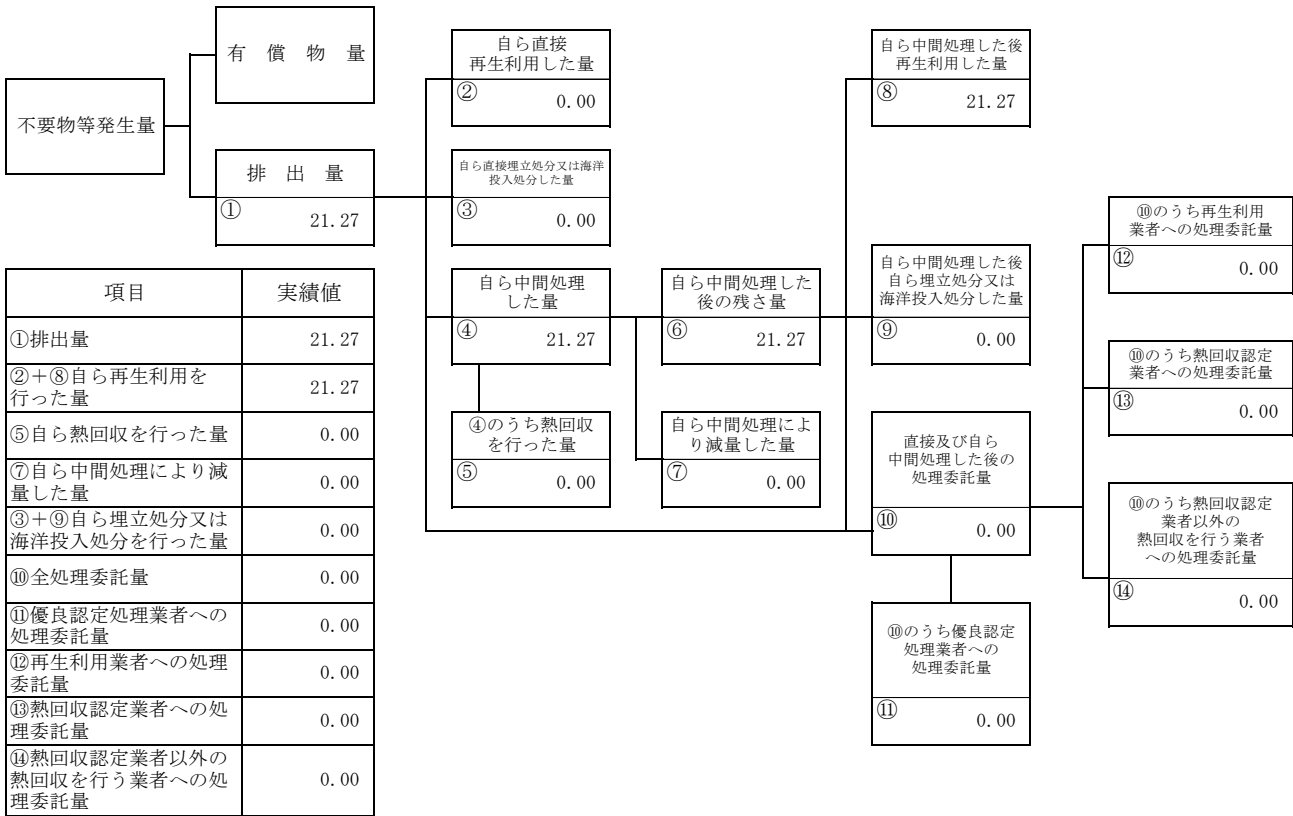 有 償 物 量
不要物等発生量
排 出 量
①
21.27
自ら直接
再生利用した量
②
0.00
自ら直接埋立処分又は海洋
投入処分した量
③
0.00
自ら中間処理
した量
④
21.27
④のうち熱回収
を行った量
⑤
0.00
自ら中間処理した
後の残さ量
⑥
21.27
自ら中間処理によ
り減量した量
⑦
0.00
自ら中間処理した後
再生利用した量
⑧
21.27
自ら中間処理した後
自ら埋立処分又は
海洋投入処分した量
⑨
0.00
直接及び自ら
中間処理した後の
処理委託量
⑩
0.00
⑩のうち優良認定
処理業者への
処理委託量
⑪
0.00
⑩のうち再生利用
業者への処理委託量
⑫
0.00
⑩のうち熱回収認定
業者への処理委託量
⑬
0.00
⑩のうち熱回収認定
業者以外の
熱回収を行う業者
への処理委託量
⑭
0.00
項目 実績値
①排出量 21.27
②+⑧自ら再生利用を
行った量 21.27
⑤自ら熱回収を行った量 0.00
⑦自ら中間処理により減
量した量 0.00
③+⑨自ら埋立処分又は
海洋投入処分を行った量 0.00
⑩全処理委託量 0.00
⑪優良認定処理業者への
処理委託量 0.00
⑫再生利用業者への処理
委託量 0.00
⑬熱回収認定業者への処
理委託量 0.00
⑭熱回収認定業者以外の
熱回収を行う業者への処
理委託量 0.00